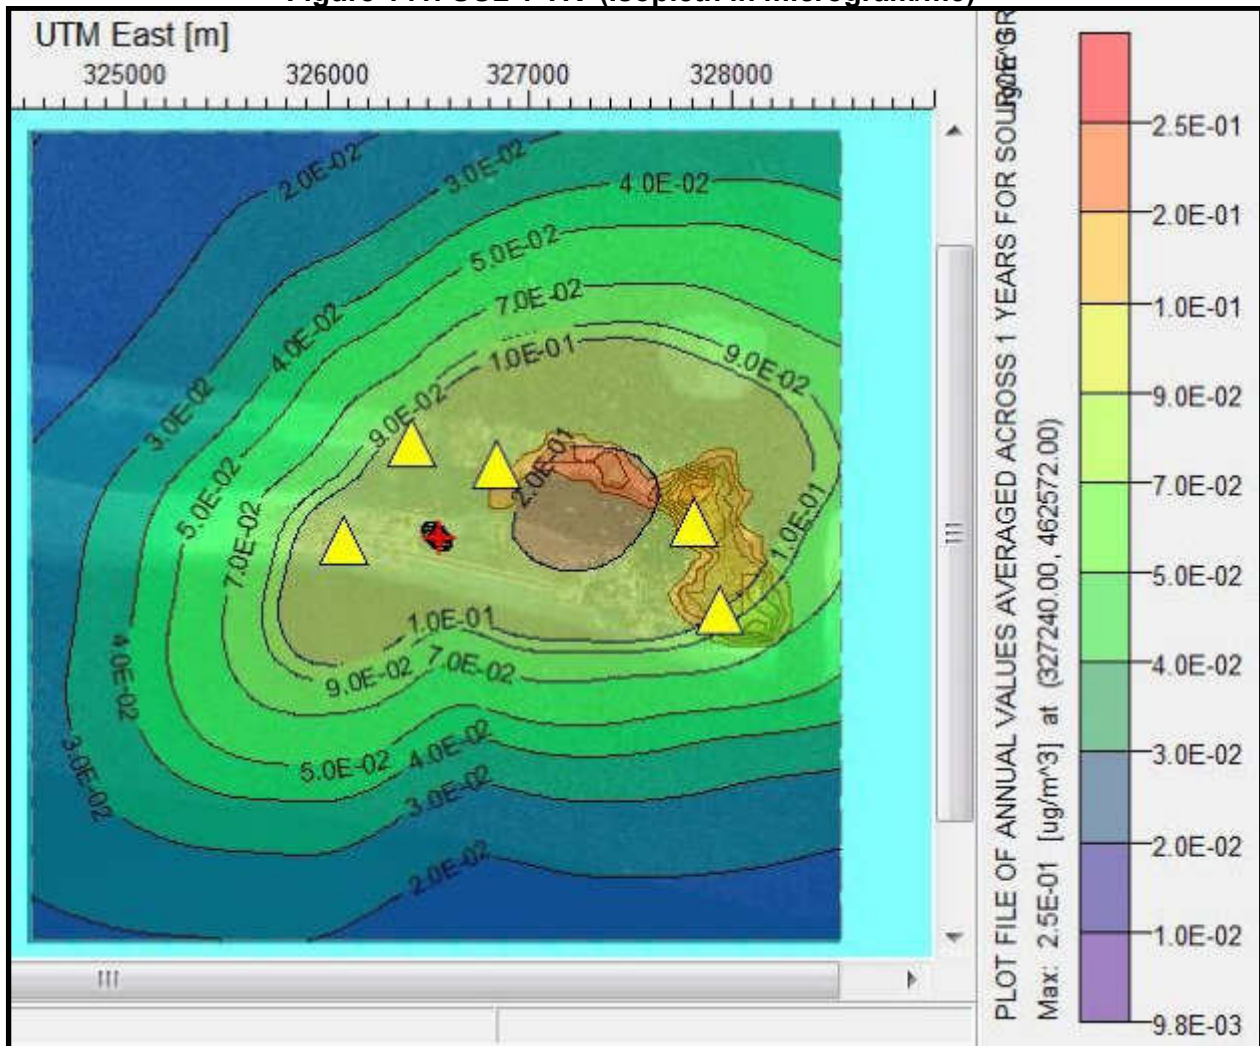 UTM East [m]
325000 326000 327000 328000
2.0E-02
3.0E-02
4.0E-02
5.0E-02
7.0E-02
4.0E-02
1.0E-01
9.0E-02
3.0E-02
9.0E-02
2.0E-01
5.0E-02
7.0E-02
1.0E-01
1.0E-01
7.0E-02
9.0E-02
4.0E-02
4.0E-02
5.0E-02
3.0E-02
3.0E-02
2.0E-02
PLOT FILE OF ANNUAL VALUES AVERAGED ACROSS 1 YEARS FOR SOURCE
Max: 2.5E-01 [ug/m^3] at (327240.00, 462572.00)
2.5E-01
2.0E-01
1.0E-01
9.0E-02
7.0E-02
5.0E-02
4.0E-02
3.0E-02
2.0E-02
1.0E-02
9.8E-03